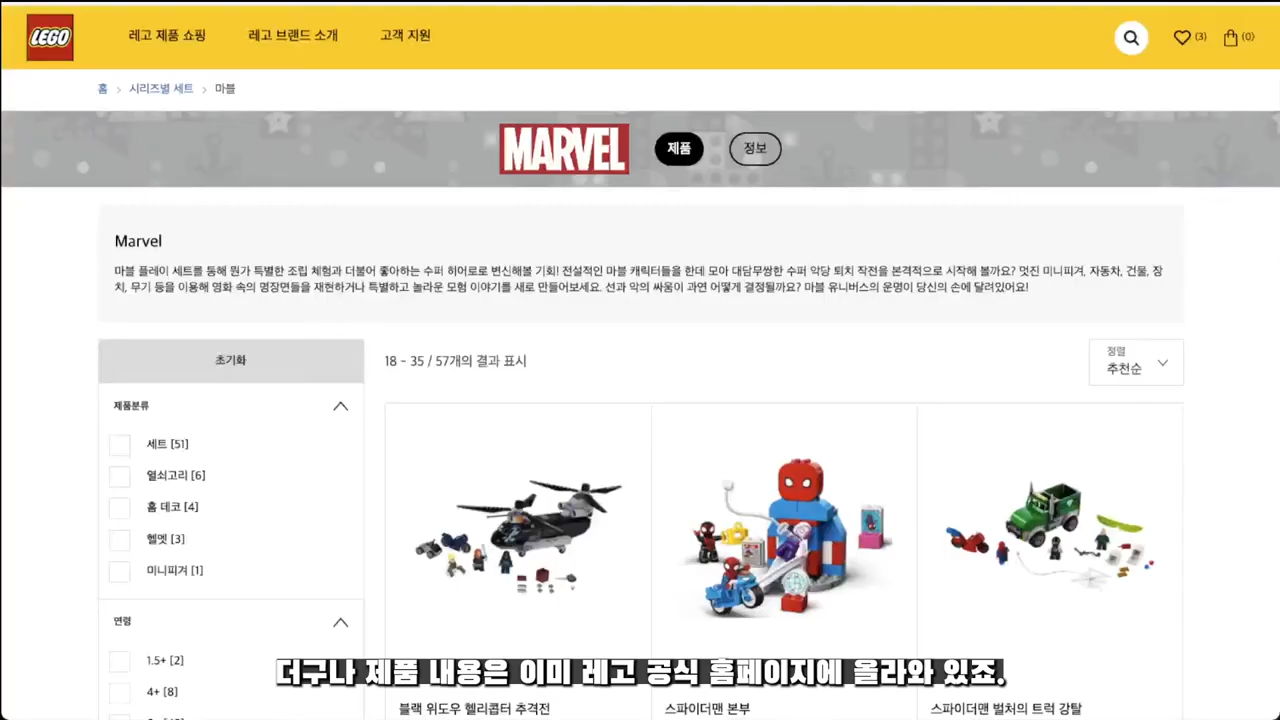 LEGO
레고 제품 쇼핑
레고 브랜드 소개
고객 지원
(3)
(0)
홈 > 시리즈별 세트 > 마블
MARVEL
제품
정보
Marvel
마블 플레이 세트를 통해 뭔가 특별한 조립 체험과 더불어 좋아하는 수퍼 히어로로 변신해볼 기회! 전설적인 마블 캐릭터들을 한데 모아 대담무쌍한 수퍼 악당 퇴치 작전을 본격적으로 시작해 볼까요? 멋진 미니피겨, 자동차, 건물, 장
치, 무기 등을 이용해 영화 속의 명장면들을 재현하거나 특별하고 놀라운 모험 이야기를 새로 만들어보세요. 선과 악의 싸움이 과연 어떻게 결정될까요? 마블 유니버스의 운명이 당신의 손에 달려있어요!
초기화
18 - 35 / 57개의 결과 표시
정렬
추천순
제품분류
세트 [51]
열쇠고리 [6]
홈 데코 [4]
헬멧 [3]
미니피겨 [1]
연령
1.5+ [2]
4+ [8]
더구나 제품 내용은 이미 레고 공식 홈페이지에 올라와 있죠.
블랙 위도우 헬리콥터 추격전
스파이더맨 본부
스파이더맨 벌처의 트럭 강탈